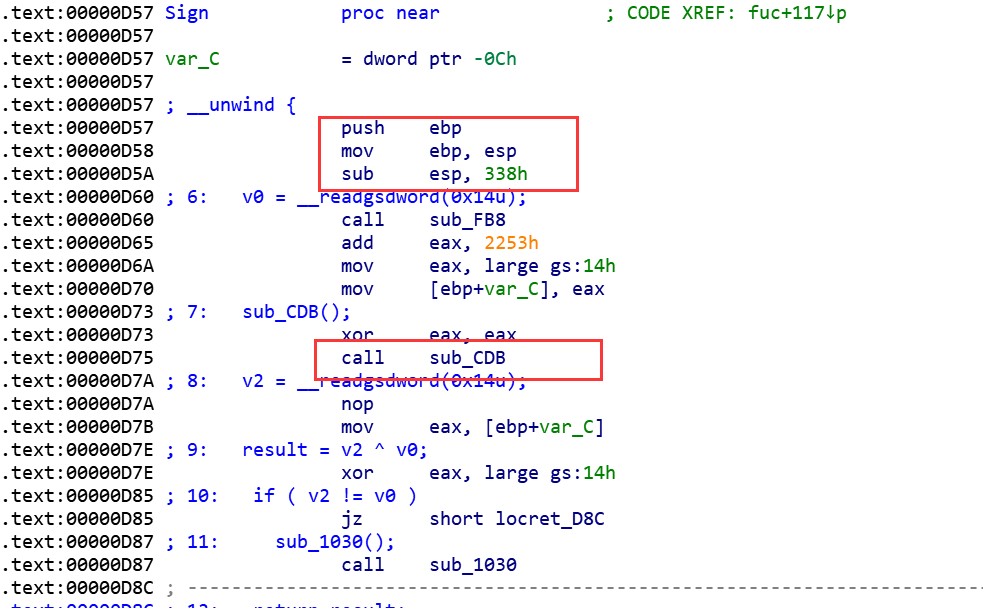 .text:00000D57 Sign            proc near               ; CODE XREF: fuc+117↓p
.text:00000D57
.text:00000D57 var_C           = dword ptr -0Ch
.text:00000D57
.text:00000D57 ; __unwind {
.text:00000D57                 push    ebp
.text:00000D58                 mov     ebp, esp
.text:00000D5A                 sub     esp, 338h
.text:00000D60 ; 6:   v0 = __readgsdword(0x14u);
.text:00000D60                 call    sub_FB8
.text:00000D65                 add     eax, 2253h
.text:00000D6A                 mov     eax, large gs:14h
.text:00000D70                 mov     [ebp+var_C], eax
.text:00000D73 ; 7:   sub_CDB();
.text:00000D73                 xor     eax, eax
.text:00000D75                 call    sub_CDB
.text:00000D7A ; 8:   v2 = __readgsdword(0x14u);
.text:00000D7A                 nop
.text:00000D7B                 mov     eax, [ebp+var_C]
.text:00000D7E ; 9:   result = v2 ^ v0;
.text:00000D7E                 xor     eax, large gs:14h
.text:00000D85 ; 10:   if ( v2 != v0 )
.text:00000D85                 jz      short locret_D8C
.text:00000D87 ; 11:     sub_1030();
.text:00000D87                 call    sub_1030
.text:00000D8C ; ---------------------------------------------------------------------------
.text:00000D8C ; 12:   return result;